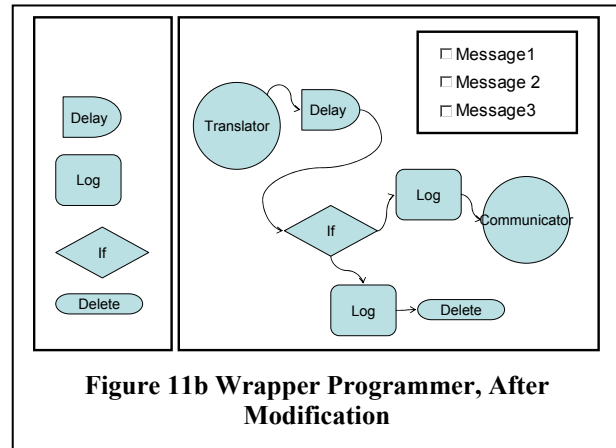 Delay
Log
If
Delete
Translator
Delay
If
Log
Communicator
Log
Delete
Message1
Message 2
Message3
Figure 11b Wrapper Programmer, After
Modification